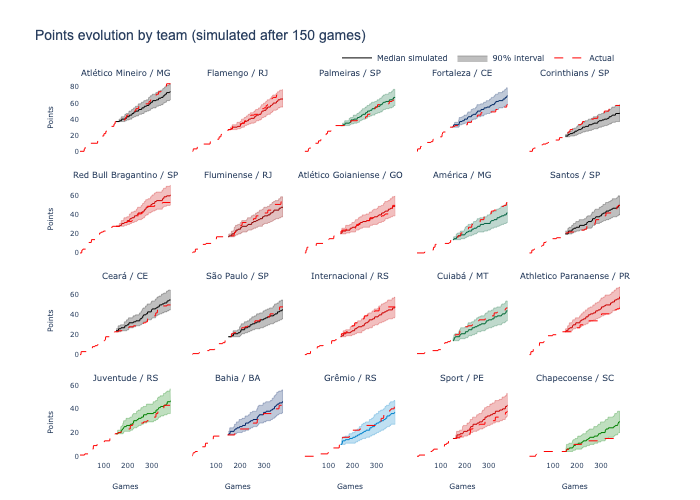 Points evolution by team (simulated after 150 games)
Median simulated 90% interval Actual
Atlético Mineiro / MG Flamengo / RJ Palmeiras / SP Fortaleza / CE Corinthians / SP
80
60
40
20
0
Points
Red Bull Bragantino / SP Fluminense / RJ Atlético Goianiense / GO América / MG Santos / SP
60
40
20
0
Points
Ceará / CE São Paulo / SP Internacional / RS Cuiabá / MT Athletico Paranaense / PR
60
40
20
0
Points
Juventude / RS Bahia / BA Grêmio / RS Sport / PE Chapecoense / SC
60
40
20
0
Points
100 200 300 100 200 300 100 200 300 100 200 300 100 200 300
Games Games Games Games Games